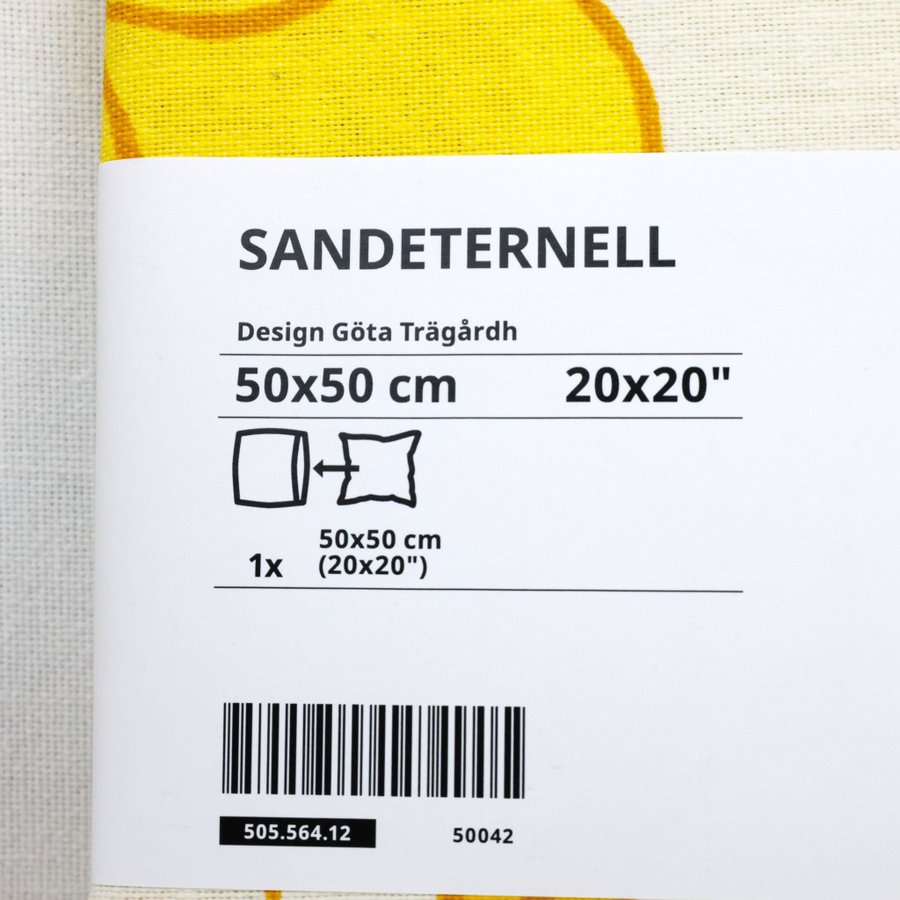 SANDETERNELL
Design Göta Trägårdh
50x50 cm 20x20"
50x50 cm
1x (20x20")
505.564.12 50042